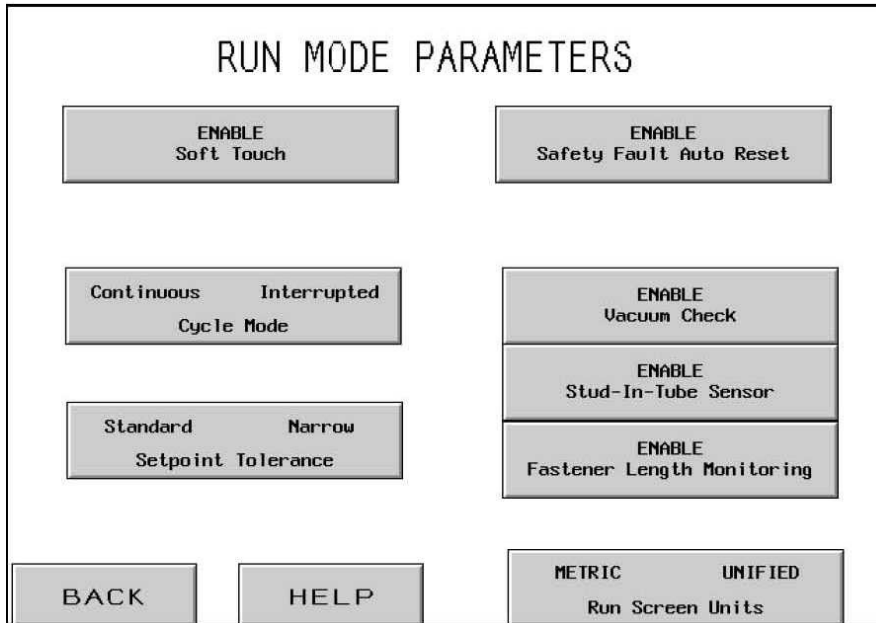 RUN MODE PARAMETERS
ENABLE
Soft Touch
ENABLE
Safety Fault Auto Reset
Continuous Interrupted
Cycle Mode
ENABLE
Vacuum Check
ENABLE
Stud-In-Tube Sensor
Standard Narrow
Setpoint Tolerance
ENABLE
Fastener Length Monitoring
BACK
HELP
METRIC UNIFIED
Run Screen Units